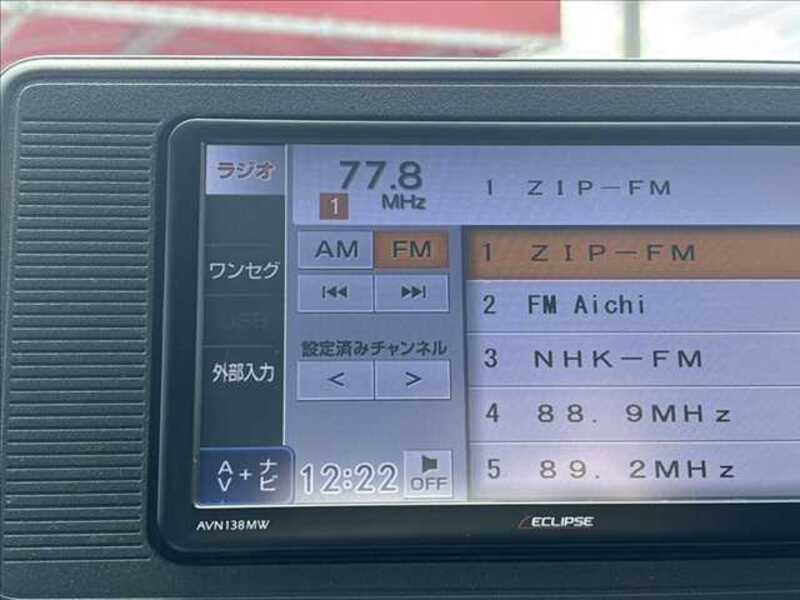 ラジオ
77.8
1
MHz
1 ZIP-FM
AM
FM
ワンセグ
設定済みチャンネル
<
>
外部入力
1 ZIP-FM
2 FM Aichi
3 NHK-FM
4 88.9MHz
5 89.2MHz
AV+ナビ
12:22
OFF
AVN138MW
ECLIPSE